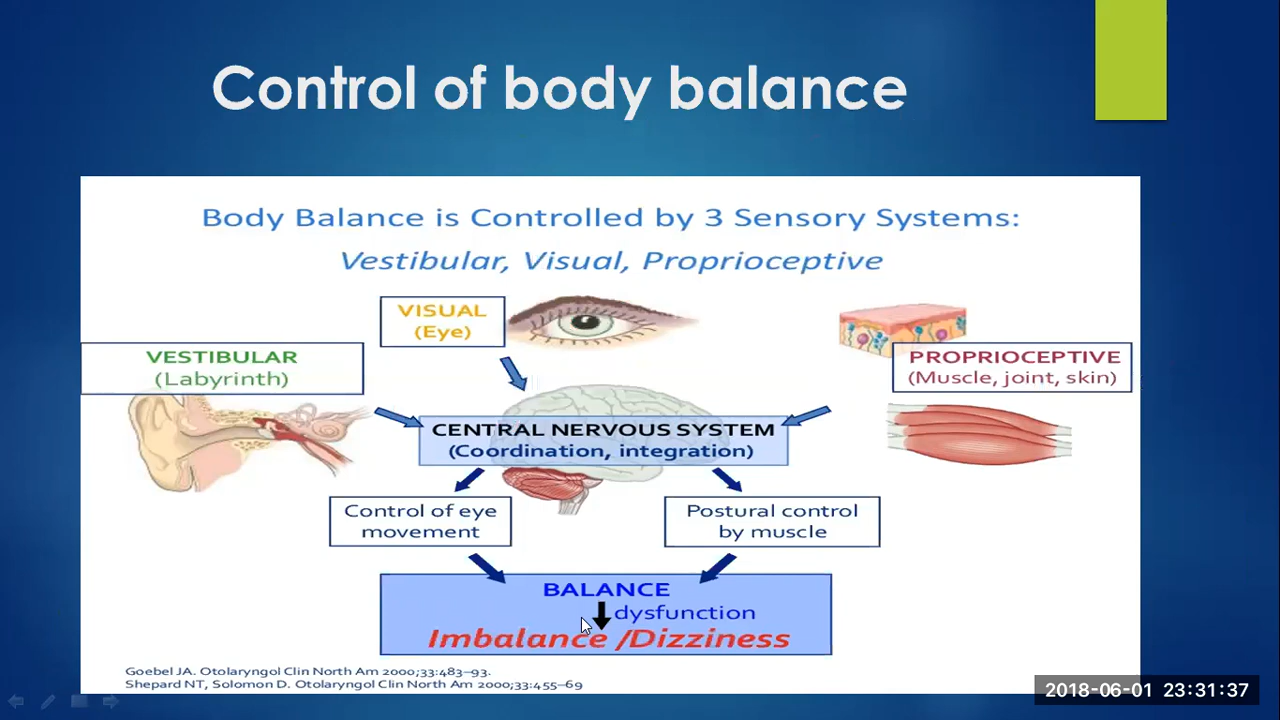 Control of body balance
Body Balance is Controlled by 3 Sensory Systems:
Vestibular, Visual, Proprioceptive
VISUAL
(Eye)
VESTIBULAR
(Labyrinth)
PROPRIOCEPTIVE
(Muscle, joint, skin)
CENTRAL NERVOUS SYSTEM
(Coordination, integration)
Control of eye
movement
Postural control
by muscle
BALANCE
dysfunction
Imbalance /Dizziness
Goebel JA. Otolaryngol Clin North Am 2000;33:483–93.
Shepard NT, Solomon D. Otolaryngol Clin North Am 2000;33:455–69
2018-06-01 23:31:37